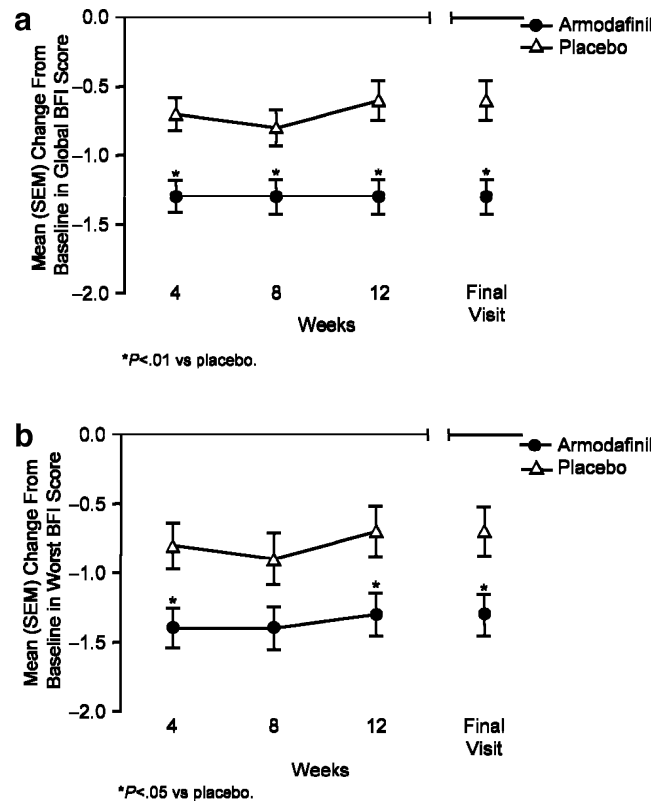 a
Mean (SEM) Change From
Baseline in Global BFI Score
0.0
−0.5
−1.0
−1.5
−2.0
* * * *
4 8 12 Final
Visit
Weeks
Armodafinil
Placebo
*P<.01 vs placebo.
b
Mean (SEM) Change From
Baseline in Worst BFI Score
0.0
−0.5
−1.0
−1.5
−2.0
* * *
4 8 12 Final
Visit
Weeks
Armodafinil
Placebo
*P<.05 vs placebo.